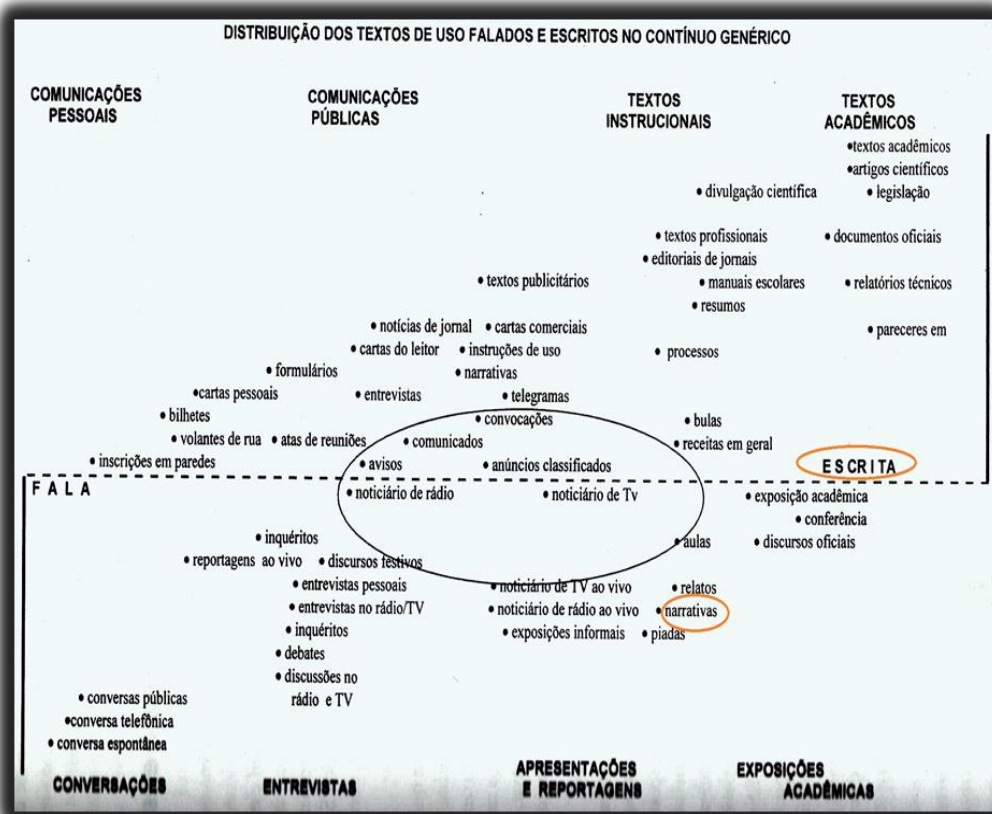 DISTRIBUIÇÃO DOS TEXTOS DE USO FALADOS E ESCRITOS NO CONTÍNUO GENÉRICO
COMUNICAÇÕES
PESSOAIS
COMUNICAÇÕES
PÚBLICAS
TEXTOS
INSTRUCIONAIS
TEXTOS
ACADÊMICOS
•textos acadêmicos
•artigos científicos
• divulgação científica • legislação
• textos profissionais • documentos oficiais
• editoriais de jornais
• textos publicitários • manuais escolares • relatórios técnicos
• resumos
• notícias de jornal • cartas comerciais • pareceres em
• cartas do leitor • instruções de uso • processos
• formulários • narrativas
•cartas pessoais • entrevistas • telegramas
• bilhetes • convocações • bulas
• volantes de rua • atas de reuniões • comunicados • receitas em geral
• inscrições em paredes • avisos • anúncios classificados ESCRITA
FALA • noticiário de rádio • noticiário de Tv • exposição acadêmica
• conferência
• inquéritos • aulas • discursos oficiais
• reportagens ao vivo • discursos festivos
• entrevistas pessoais • noticiário de TV ao vivo • relatos
• entrevistas no rádio/TV • noticiário de rádio ao vivo • narrativas
• inquéritos • exposições informais • piadas
• debates
• discussões no
• conversas públicas rádio e TV
•conversa telefônica
• conversa espontânea
CONVERSAÇÕES
ENTREVISTAS
APRESENTAÇÕES
E REPORTAGENS
EXPOSIÇÕES
ACADÊMICAS